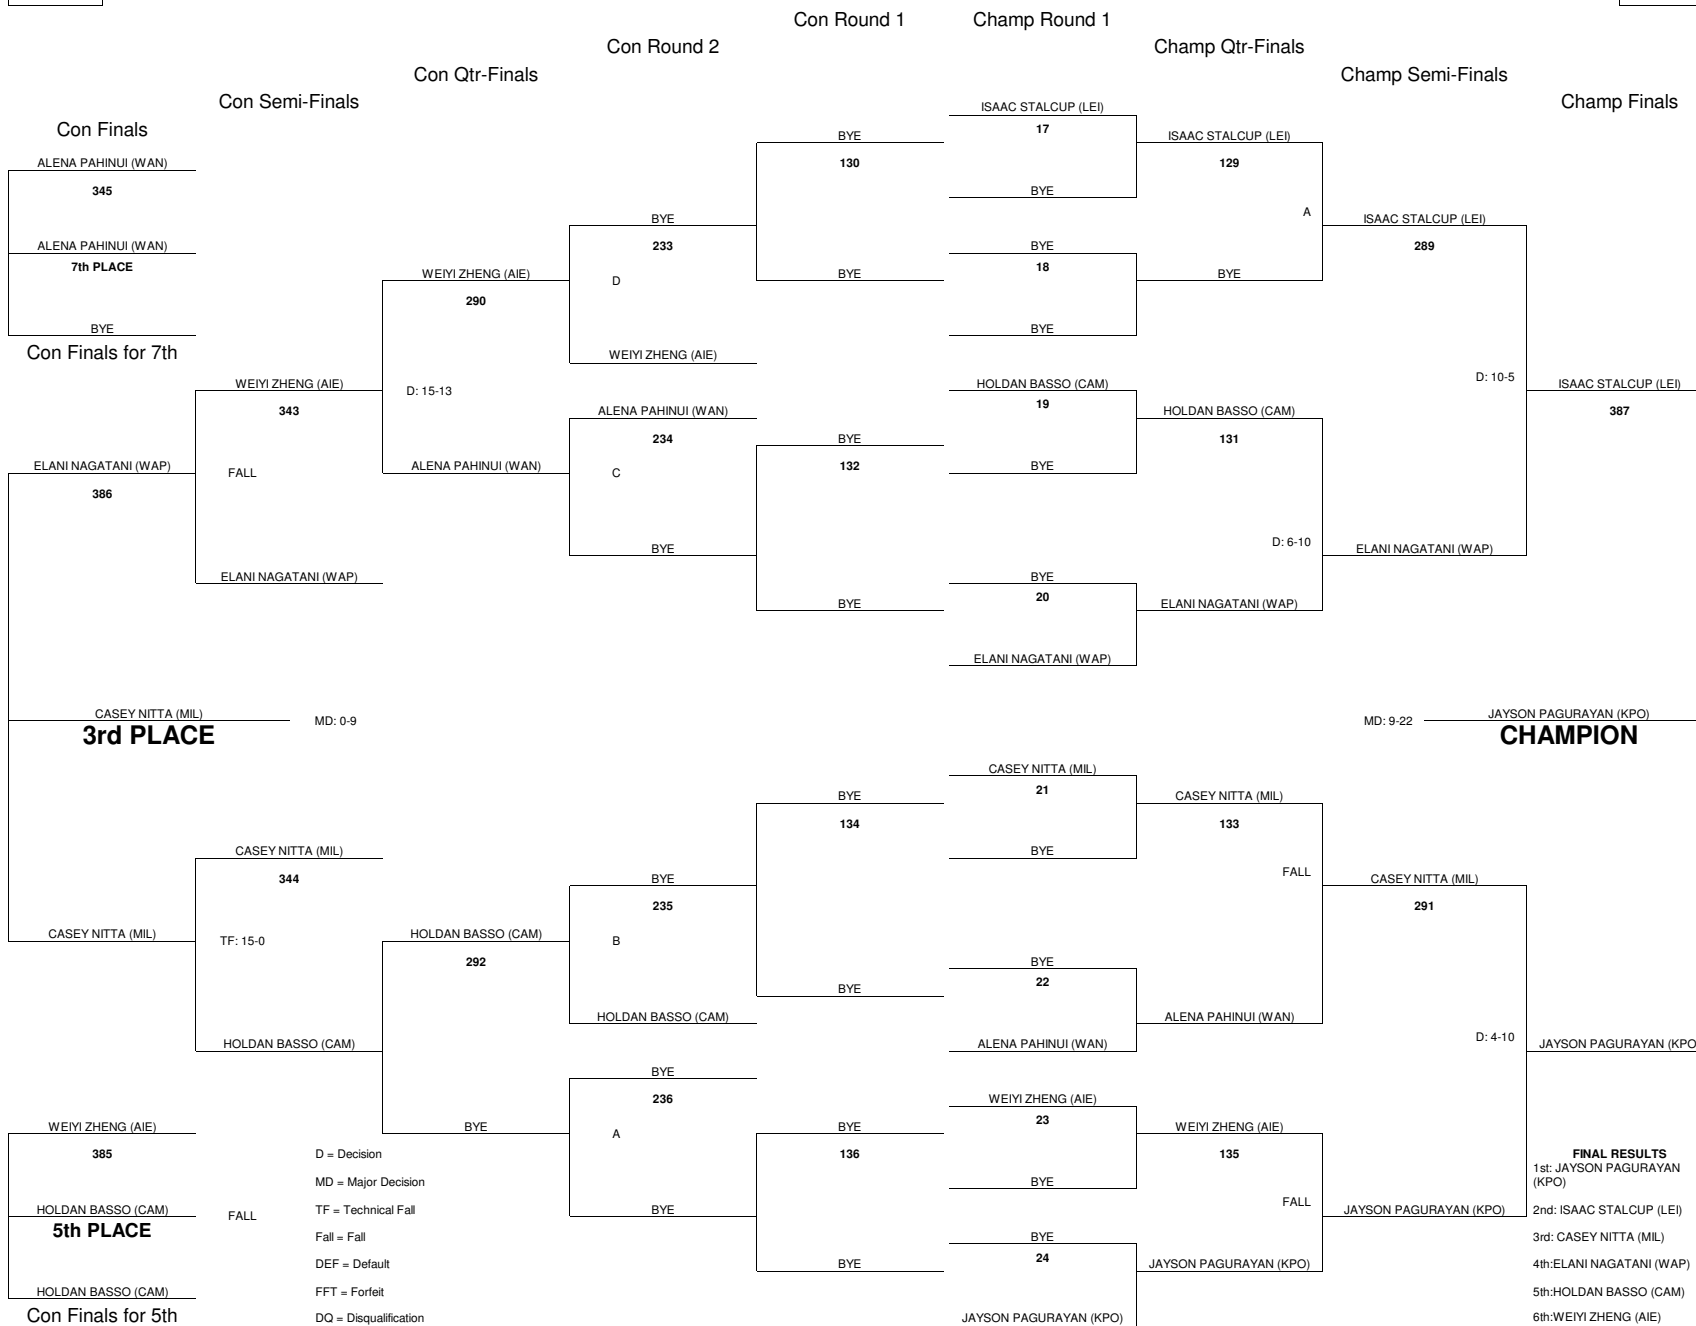 Con Round 1
Champ Round 1
Con Round 2
Champ Qtr-Finals
Con Qtr-Finals
Champ Semi-Finals
Con Semi-Finals
Champ Finals
Con Finals
ALENA PAHINUI (WAN)
345
ALENA PAHINUI (WAN)
7th PLACE
BYE
Con Finals for 7th
ELANI NAGATANI (WAP)
386
CASEY NITTA (MIL)
3rd PLACE
MD: 0-9
CASEY NITTA (MIL)
WEIYI ZHENG (AIE)
385
HOLDAN BASSO (CAM)
5th PLACE
FALL
HOLDAN BASSO (CAM)
Con Finals for 5th
WEIYI ZHENG (AIE)
343
FALL
ELANI NAGATANI (WAP)
CASEY NITTA (MIL)
344
TF: 15-0
HOLDAN BASSO (CAM)
D = Decision
MD = Major Decision
TF = Technical Fall
Fall = Fall
DEF = Default
FFT = Forfeit
DQ = Disqualification
WEIYI ZHENG (AIE)
290
D: 15-13
ALENA PAHINUI (WAN)
HOLDAN BASSO (CAM)
292
BYE
BYE
233
D
WEIYI ZHENG (AIE)
ALENA PAHINUI (WAN)
234
C
BYE
BYE
235
B
HOLDAN BASSO (CAM)
BYE
236
A
BYE
BYE
130
BYE
BYE
132
BYE
BYE
134
BYE
BYE
136
BYE
ISAAC STALCUP (LEI)
17
BYE
BYE
18
BYE
HOLDAN BASSO (CAM)
19
BYE
BYE
20
ELANI NAGATANI (WAP)
CASEY NITTA (MIL)
21
BYE
BYE
22
ALENA PAHINUI (WAN)
WEIYI ZHENG (AIE)
23
BYE
BYE
24
JAYSON PAGURAYAN (KPO)
ISAAC STALCUP (LEI)
129
A
BYE
HOLDAN BASSO (CAM)
131
D: 6-10
ELANI NAGATANI (WAP)
CASEY NITTA (MIL)
133
FALL
ALENA PAHINUI (WAN)
WEIYI ZHENG (AIE)
135
FALL
JAYSON PAGURAYAN (KPO)
ISAAC STALCUP (LEI)
289
D: 10-5
ELANI NAGATANI (WAP)
CASEY NITTA (MIL)
291
D: 4-10
JAYSON PAGURAYAN (KPO)
ISAAC STALCUP (LEI)
387
MD: 9-22
JAYSON PAGURAYAN (KPO)
CHAMPION
JAYSON PAGURAYAN (KPO
FINAL RESULTS
1st: JAYSON PAGURAYAN
(KPO)
2nd: ISAAC STALCUP (LEI)
3rd: CASEY NITTA (MIL)
4th:ELANI NAGATANI (WAP)
5th:HOLDAN BASSO (CAM)
6th:WEIYI ZHENG (AIE)